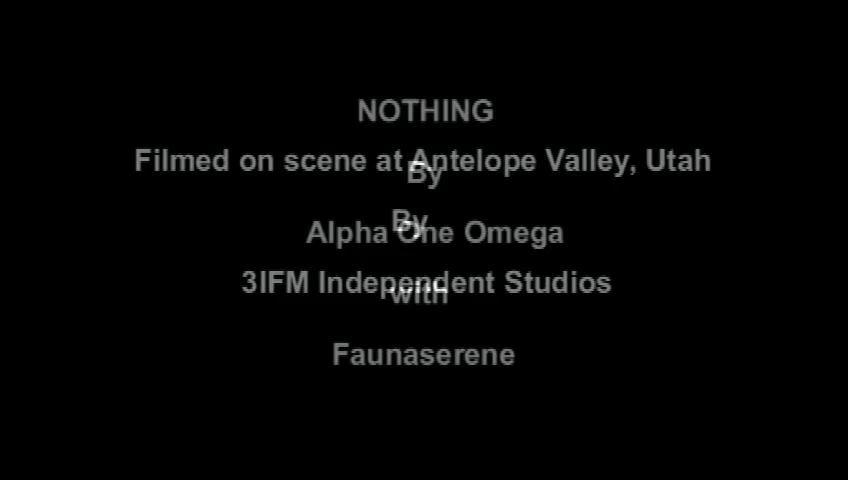 NOTHING
Filmed on scene at Antelope Valley, Utah
By
By
Alpha One Omega
3IFM Independent Studios
with
Faunaserene